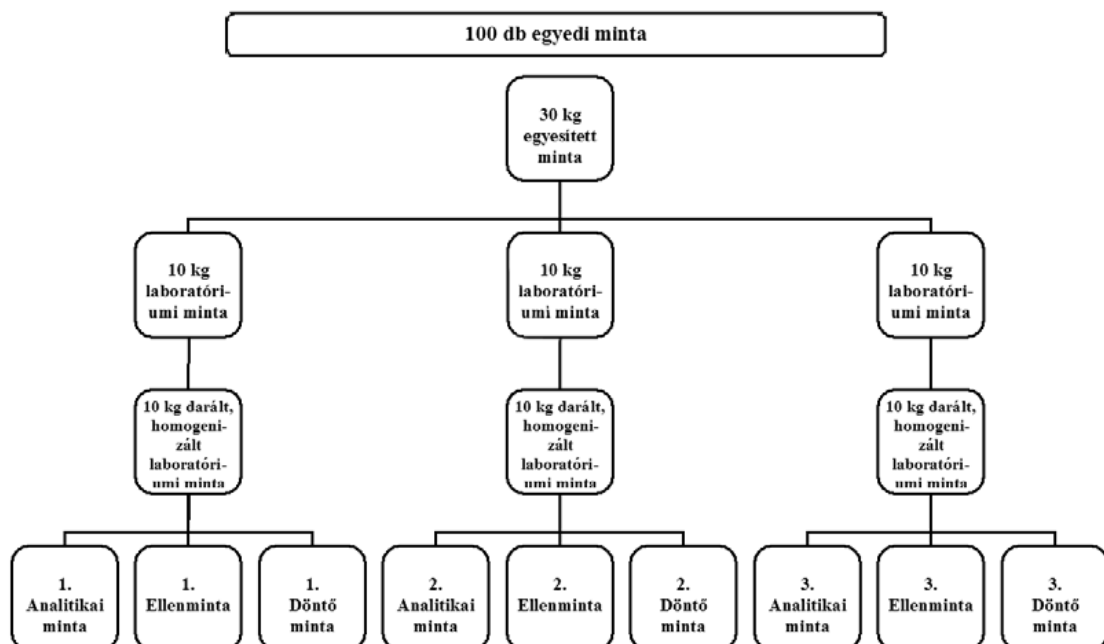 100 db egyedi minta
30 kg
egyesített
minta
10 kg
laboratóri-
umi minta
10 kg
laboratóri-
umi minta
10 kg
laboratóri-
umi minta
10 kg darált,
homogeni-
zált
laboratóri-
umi minta
10 kg darált,
homogeni-
zált
laboratóri-
umi minta
10 kg darált,
homogeni-
zált
laboratóri-
umi minta
1.
Analitikai
minta
1.
Ellenminta
1.
Döntő
minta
2.
Analitikai
minta
2.
Ellenminta
2.
Döntő
minta
3.
Analitikai
minta
3.
Ellenminta
3.
Döntő
minta